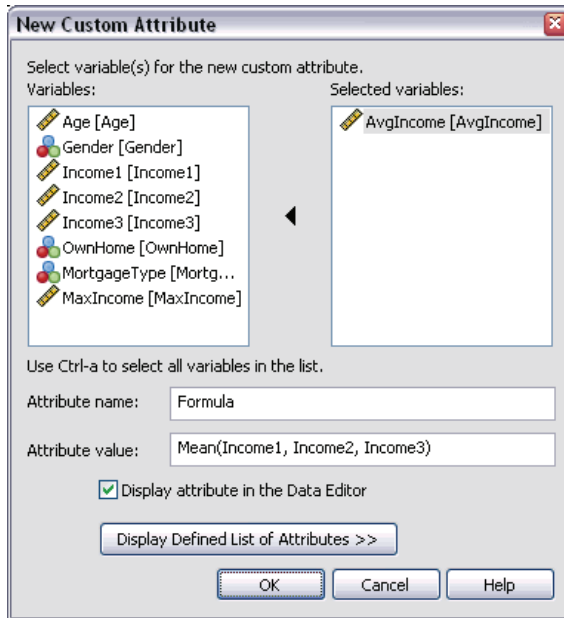 New Custom Attribute
Select variable(s) for the new custom attribute.
Variables:
Selected variables:
Age [Age]
Gender [Gender]
Income1 [Income1]
Income2 [Income2]
Income3 [Income3]
OwnHome [OwnHome]
MortgageType [Mortg...
MaxIncome [MaxIncome]
AvgIncome [AvgIncome]
Use Ctrl-a to select all variables in the list.
Attribute name:
Formula
Attribute value:
Mean(Income1, Income2, Income3)
Display attribute in the Data Editor
Display Defined List of Attributes >>
OK
Cancel
Help